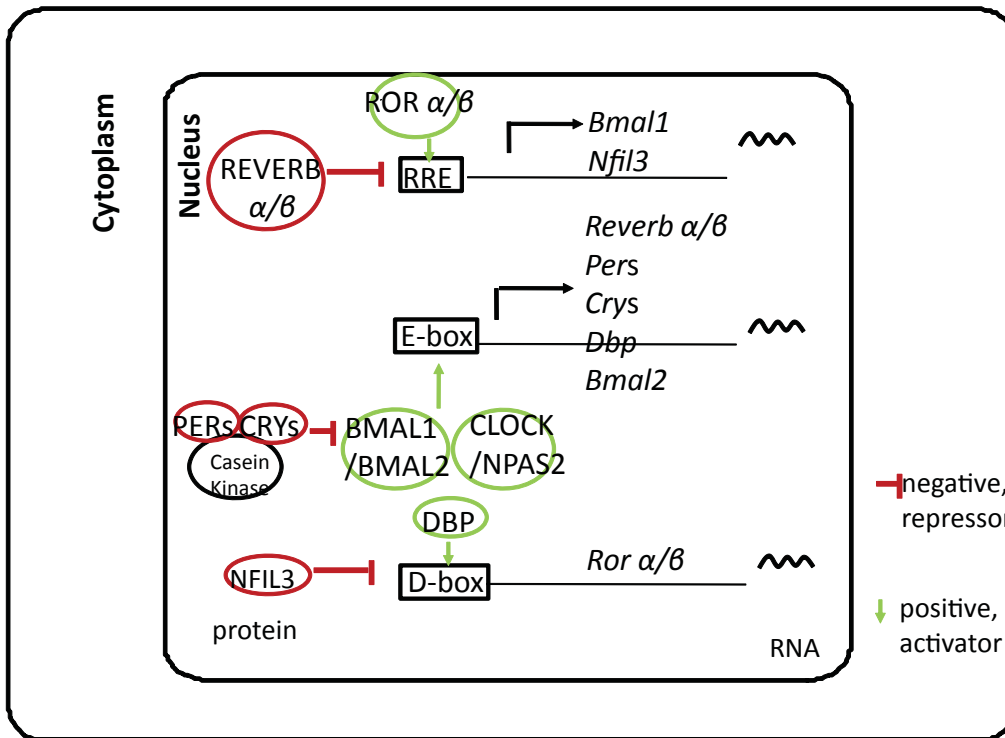 Cytoplasm
Nucleus
ROR α/β
REVERB
α/β
RRE
Bmal1
Nfil3
Reverb α/β
Pers
Crys
Dbp
Bmal2
E-box
PERs
CRYs
Casein
Kinase
BMAL1
/BMAL2
CLOCK
/NPAS2
DBP
NFIL3
D-box
Ror α/β
protein
RNA
negative,
repressor
positive,
activator